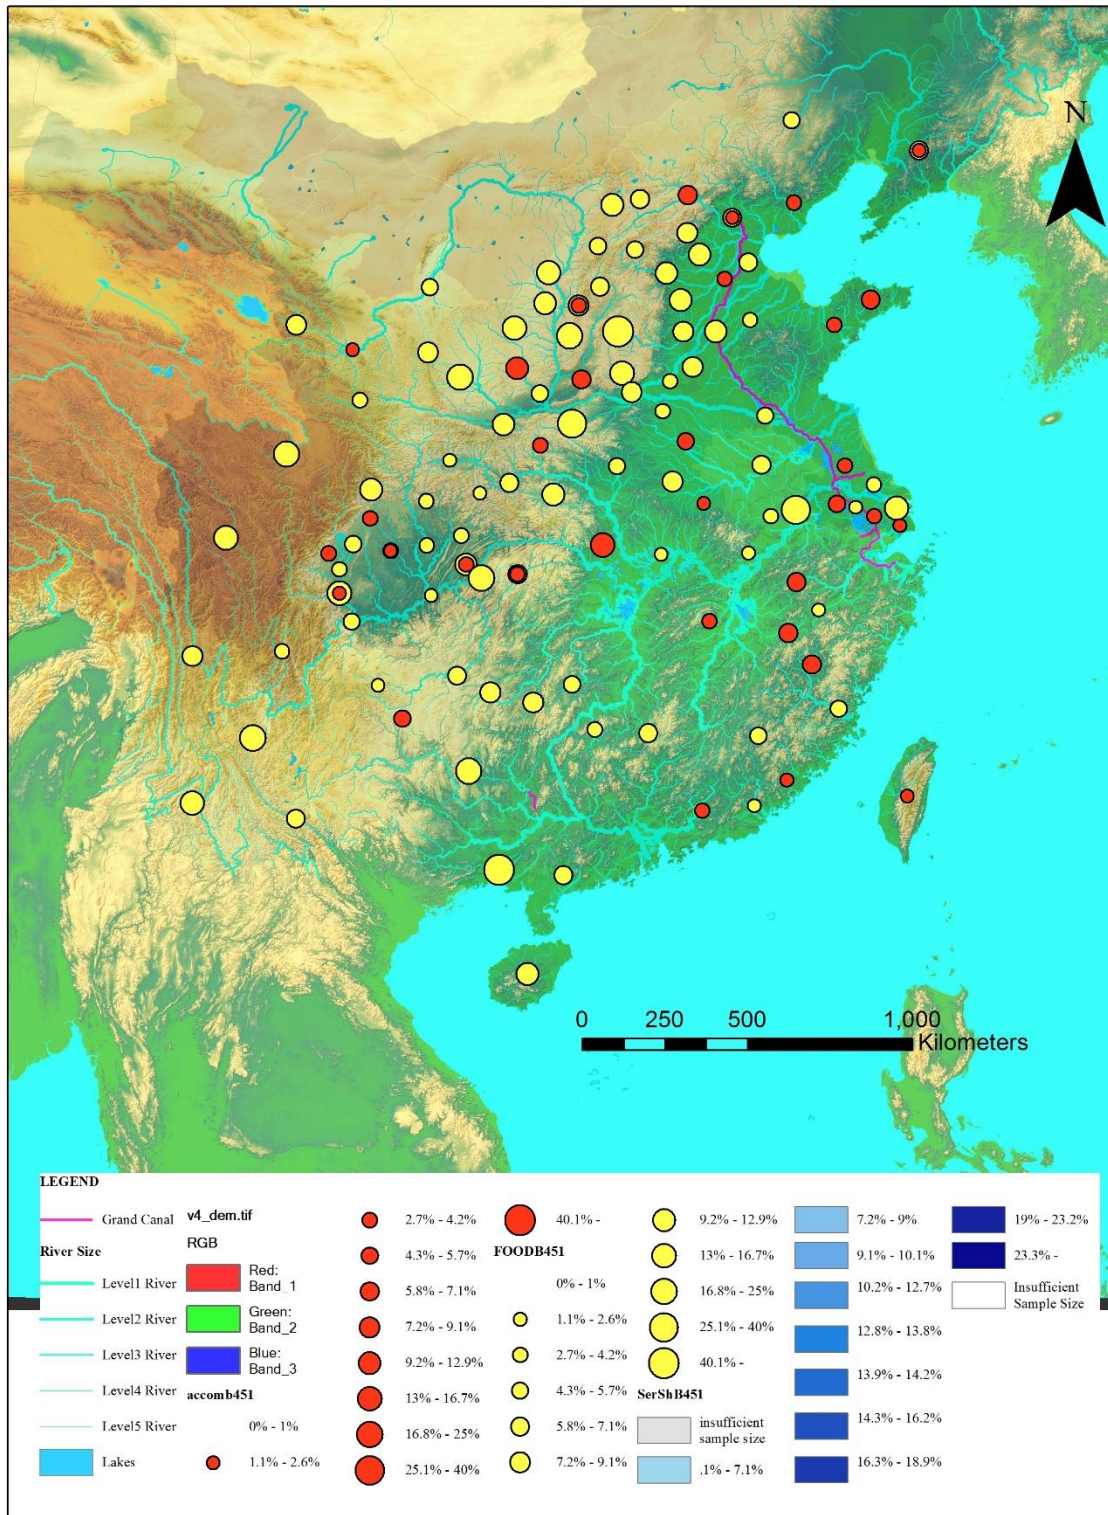 N
0 250 500 1,000
Kilometers
LEGEND
Grand Canal
River Size
Level1 River
Level2 River
Level3 River
Level4 River
Level5 River
Lakes
v4_dem.tif
RGB
Red:
Band_1
Green:
Band_2
Blue:
Band_3
accomb451
0% - 1%
1.1% - 2.6%
2.7% - 4.2%
4.3% - 5.7%
5.8% - 7.1%
7.2% - 9.1%
9.2% - 12.9%
13% - 16.7%
16.8% - 25%
25.1% - 40%
40.1% -
FOODB451
0% - 1%
1.1% - 2.6%
2.7% - 4.2%
4.3% - 5.7%
5.8% - 7.1%
7.2% - 9.1%
9.2% - 12.9%
13% - 16.7%
16.8% - 25%
25.1% - 40%
40.1% -
SerShB451
insufficient
sample size
.1% - 7.1%
7.2% - 9%
9.1% - 10.1%
10.2% - 12.7%
12.8% - 13.8%
13.9% - 14.2%
14.3% - 16.2%
16.3% - 18.9%
19% - 23.2%
23.3% -
Insufficient
Sample Size